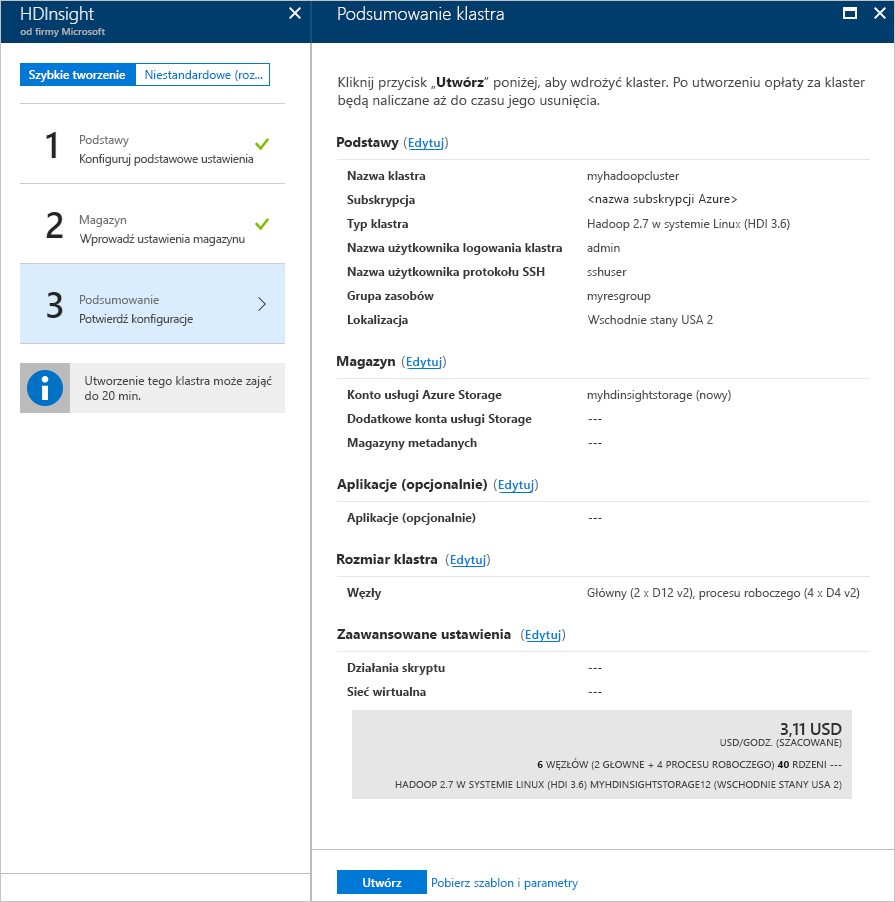 HDInsight
od firmy Microsoft
Szybkie tworzenie
Niestandardowe (roz...
1
Podstawy
Konfiguruj podstawowe ustawienia
2
Magazyn
Wprowadź ustawienia magazynu
3
Podsumowanie
Potwierdź konfiguracje
Utworzenie tego klastra może zająć
do 20 min.
Podsumowanie klastra
Kliknij przycisk „Utwórz” poniżej, aby wdrożyć klaster. Po utworzeniu opłaty za klaster
będą naliczane aż do czasu jego usunięcia.
Podstawy (Edytuj)
Nazwa klastra myhadoopcluster
Subskrypcja <nazwa subskrypcji Azure>
Typ klastra Hadoop 2.7 w systemie Linux (HDI 3.6)
Nazwa użytkownika logowania klastra admin
Nazwa użytkownika protokołu SSH sshuser
Grupa zasobów myresgroup
Lokalizacja Wschodnie stany USA 2
Magazyn (Edytuj)
Konto usługi Azure Storage myhdinsightstorage (nowy)
Dodatkowe konta usługi Storage ---
Magazyny metadanych ---
Aplikacje (opcjonalnie) (Edytuj)
Aplikacje (opcjonalnie) ---
Rozmiar klastra (Edytuj)
Węzły Główny (2 x D12 v2), procesu roboczego (4 x D4 v2)
Zaawansowane ustawienia (Edytuj)
Działania skryptu ---
Sieć wirtualna ---
3,11 USD
USD/GODZ. (SZACOWANE)
6 WĘZŁÓW (2 GŁOWNE + 4 PROCESU ROBOCZEGO) 40 RDZENI ---
HADOOP 2.7 W SYSTEMIE LINUX (HDI 3.6) MYHDINSIGHTSTORAGE12 (WSCHODNIE STANY USA 2)
Utwórz
Pobierz szablon i parametry